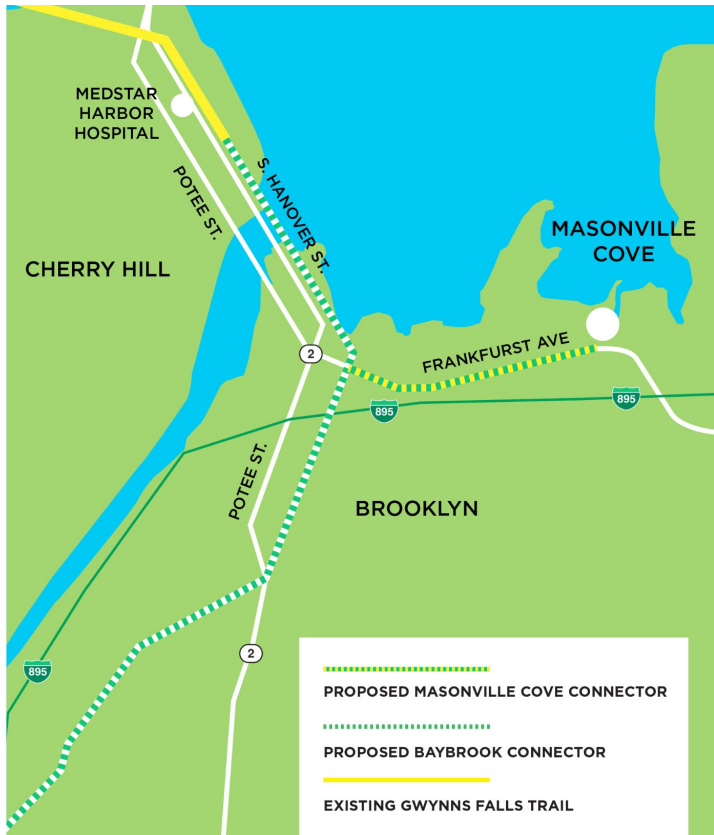 MEDSTAR
HARBOR
HOSPITAL
POTEE ST.
S. HANOVER ST.
CHERRY HILL
MASONVILLE
COVE
2
FRANKFURST AVE
895
895
POTEE ST.
BROOKLYN
2
895
PROPOSED MASONVILLE COVE CONNECTOR
PROPOSED BAYBROOK CONNECTOR
EXISTING GWYNNS FALLS TRAIL